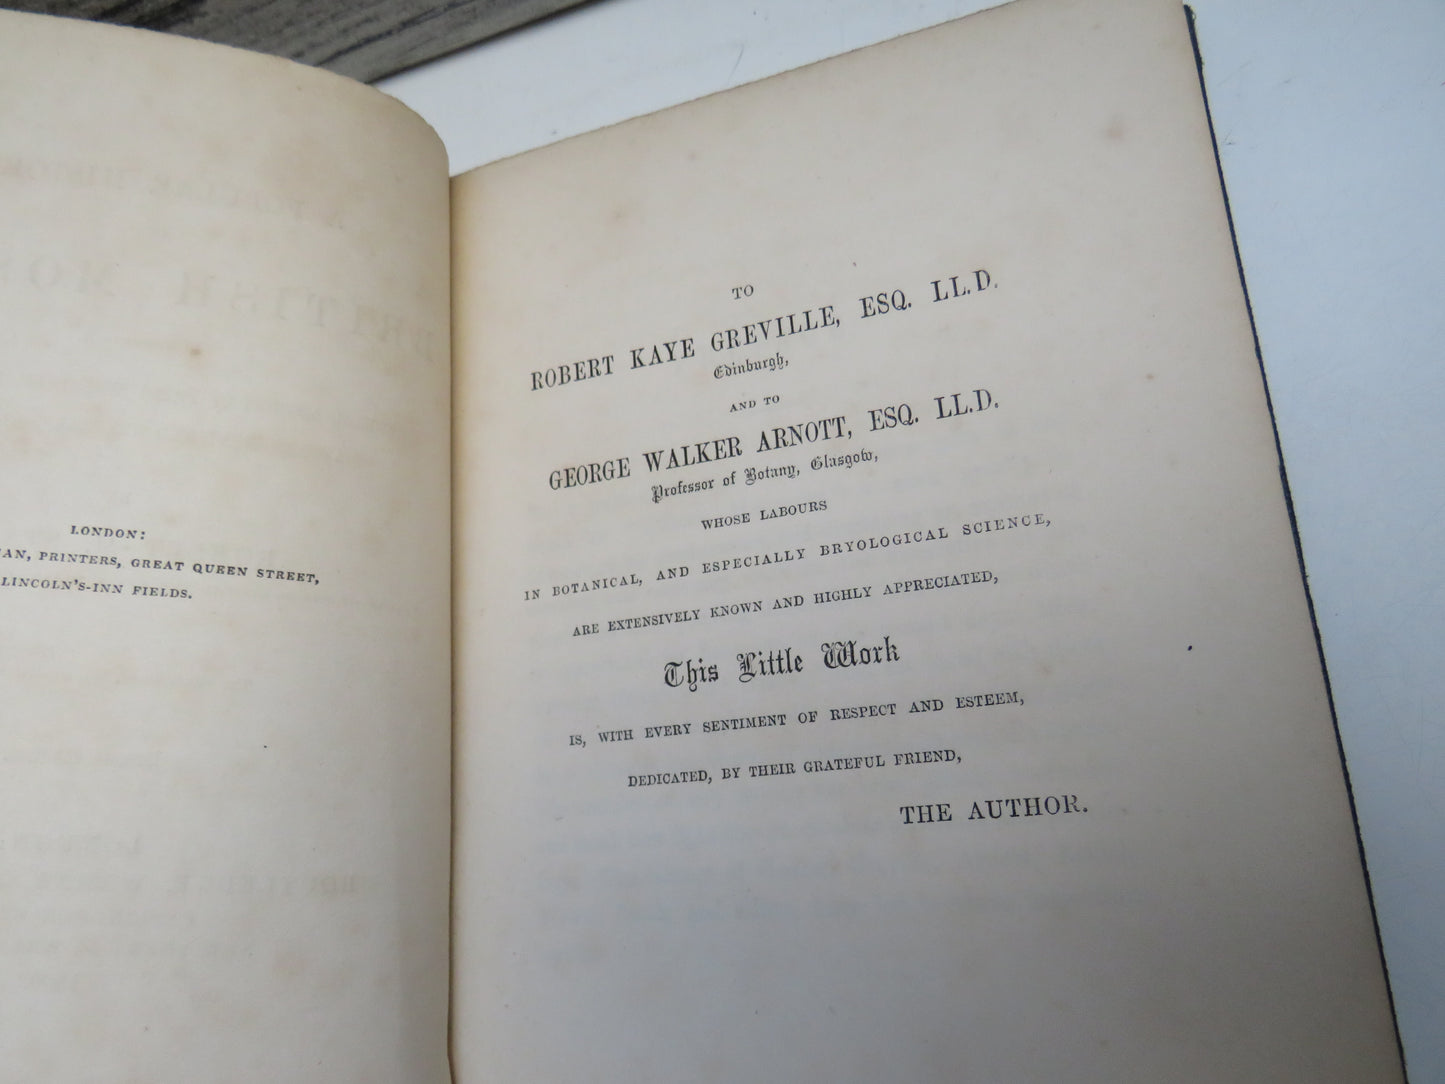 LONDON:
AN, PRINTERS, GREAT QUEEN STREET,
LINCOLN'S-INN FIELDS.
TO
ROBERT KAYE GREVILLE, ESQ. LL.D.
Edinburgh,
AND TO
GEORGE WALKER ARNOTT, ESQ. LL.D.
Professor of Botany, Glasgow,
WHOSE LABOURS
IN BOTANICAL, AND ESPECIALLY BRYOLOGICAL SCIENCE,
ARE EXTENSIVELY KNOWN AND HIGHLY APPRECIATED,
This Little Work
IS, WITH EVERY SENTIMENT OF RESPECT AND ESTEEM,
DEDICATED, BY THEIR GRATEFUL FRIEND,
THE AUTHOR.